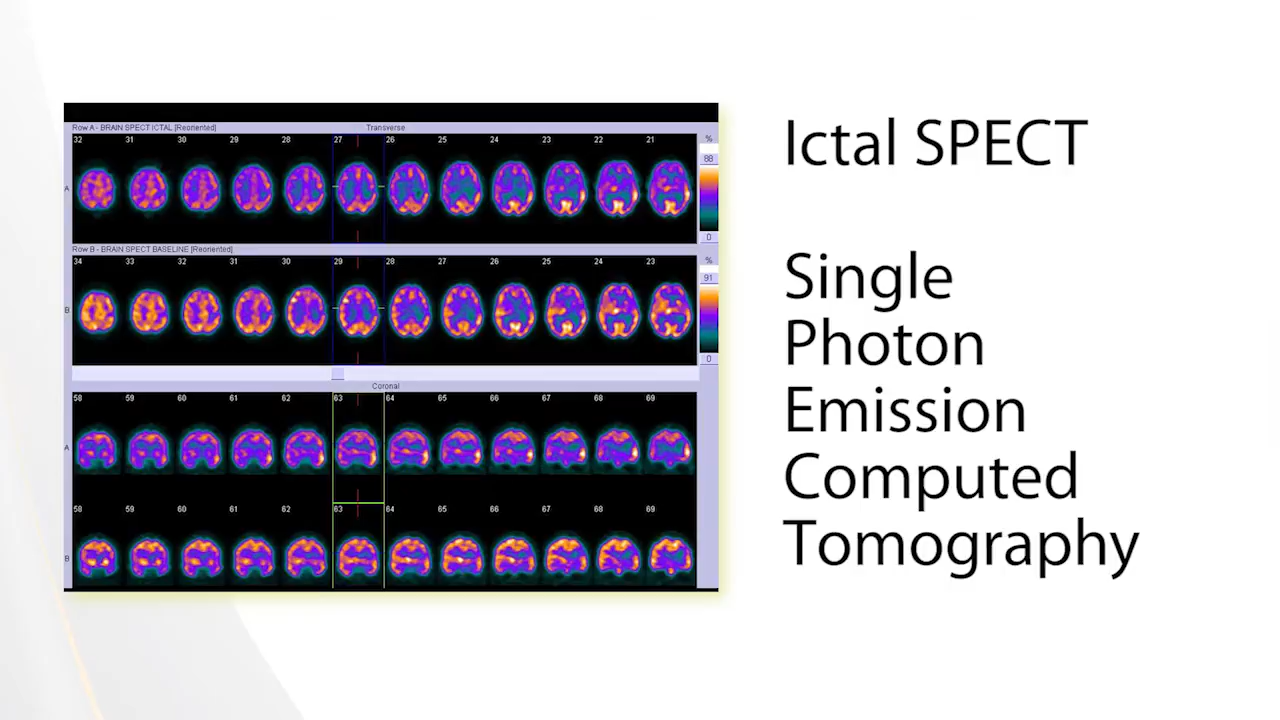 Row A - BRAIN SPECT ICTAL [Reoriented] Transverse
32 31 30 29 28 27 26 25 24 23 22 21 %
88
A
0
Row B - BRAIN SPECT BASELINE [Reoriented] %
34 33 32 31 30 29 28 27 26 25 24 23
91
B
0
Coronal
58 59 60 61 62 63 64 65 66 67 68 69
A
58 59 60 61 62 63 64 65 66 67 68 69
B
Ictal SPECT
Single
Photon
Emission
Computed
Tomography